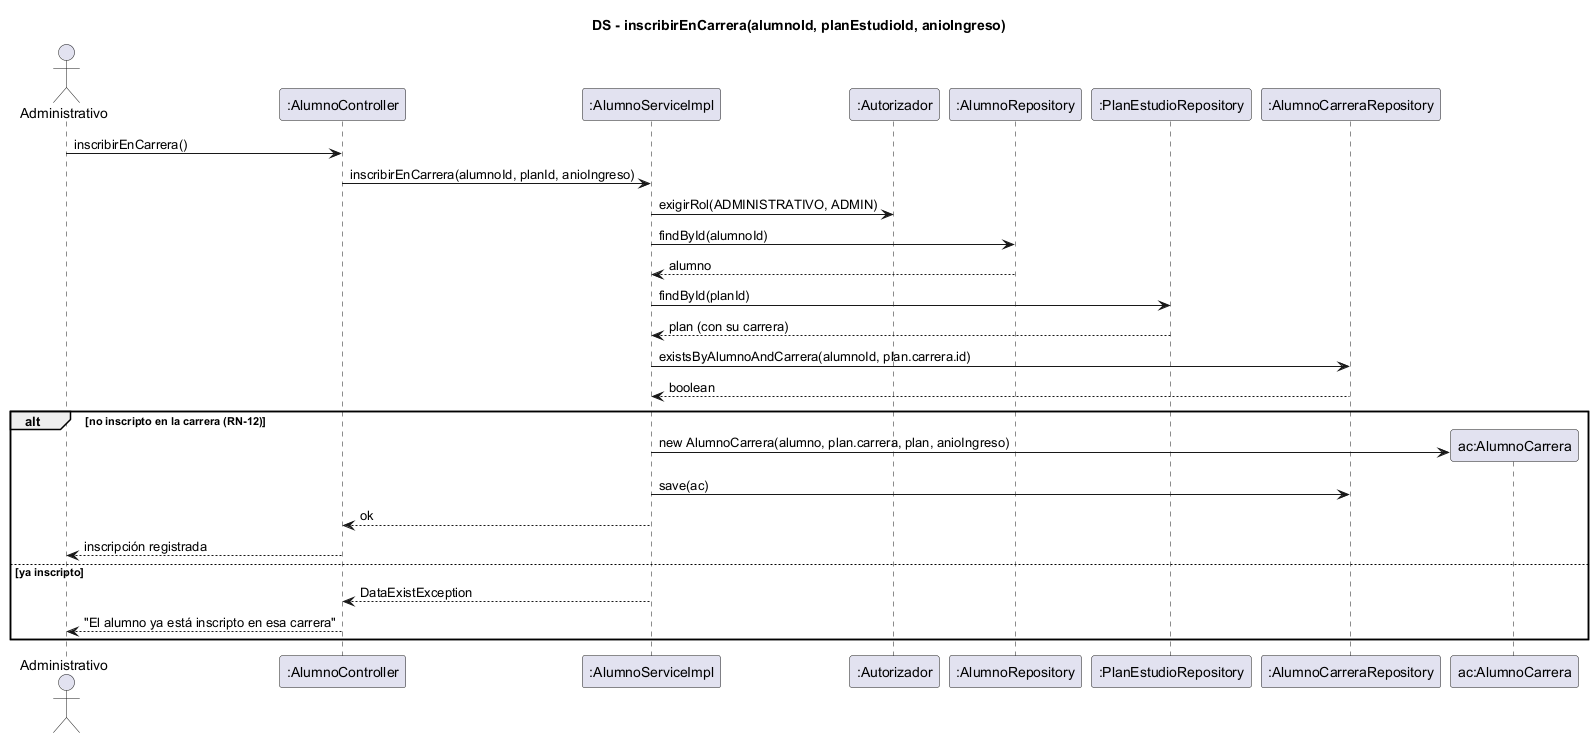 DS - inscribirEnCarrera(alumnoId, planEstudioId, anioIngreso)
Administrativo
:AlumnoController
:AlumnoServiceImpl
:Autorizador
:AlumnoRepository
:PlanEstudioRepository
:AlumnoCarreraRepository
inscribirEnCarrera()
inscribirEnCarrera(alumnoId, planId, anioIngreso)
exigirRol(ADMINISTRATIVO, ADMIN)
findById(alumnoId)
alumno
findById(planId)
plan (con su carrera)
existsByAlumnoAndCarrera(alumnoId, plan.carrera.id)
boolean
alt
[no inscripto en la carrera (RN-12)]
new AlumnoCarrera(alumno, plan.carrera, plan, anioIngreso)
ac:AlumnoCarrera
save(ac)
ok
inscripción registrada
[ya inscripto]
DataExistException
"El alumno ya está inscripto en esa carrera"
Administrativo
:AlumnoController
:AlumnoServiceImpl
:Autorizador
:AlumnoRepository
:PlanEstudioRepository
:AlumnoCarreraRepository
ac:AlumnoCarrera